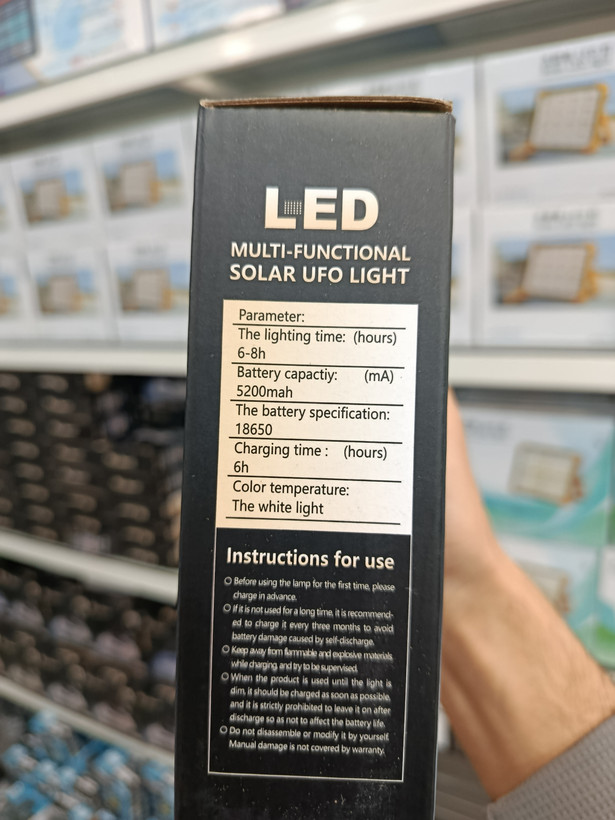 LED
MULTI-FUNCTIONAL
SOLAR UFO LIGHT
Parameter:
The lighting time: (hours)
6-8h
Battery capactiy: (mA)
5200mah
The battery specification:
18650
Charging time : (hours)
6h
Color temperature:
The white light
Instructions for use
Before using the lamp for the first time, please
charge in advance.
If it is not used for a long time, it is recommend-
ed to charge it every three months to avoid
battery damage caused by self-discharge.
Keep away from flammable and explosive materials
while charging, and try to be supervised.
When the product is used until the light is
dim, it should be charged as soon as possible,
and it is strictly prohibited to leave it on after
discharge so as not to affect the battery life.
Do not disassemble or modify it by yourself.
Manual damage is not covered by warranty.